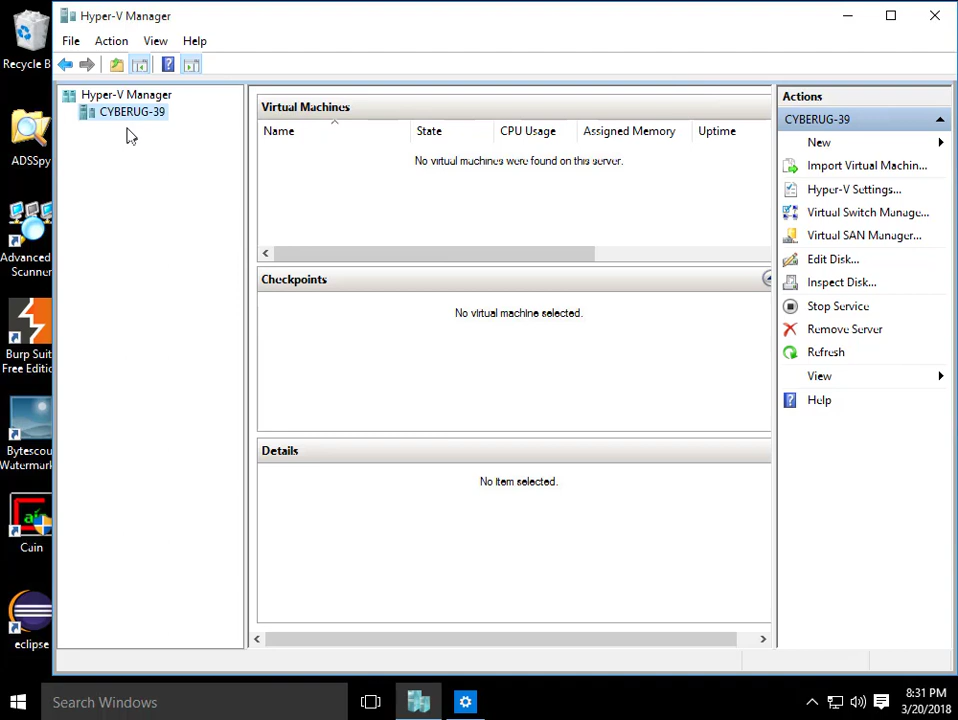 Hyper-V Manager
File Action View Help
Hyper-V Manager
CYBERUG-39
Virtual Machines
Name State CPU Usage Assigned Memory Uptime
No virtual machines were found on this server.
Checkpoints
No virtual machine selected.
Details
No item selected.
Actions
CYBERUG-39
New
Import Virtual Machin...
Hyper-V Settings...
Virtual Switch Manage...
Virtual SAN Manager...
Edit Disk...
Inspect Disk...
Stop Service
Remove Server
Refresh
View
Help
Recycle B
ADSSpy
Advanced
Scanner
Burp Suit
Free Editic
Bytescou
Watermark
Cain
eclipse
Search Windows
8:31 PM
3/20/2018